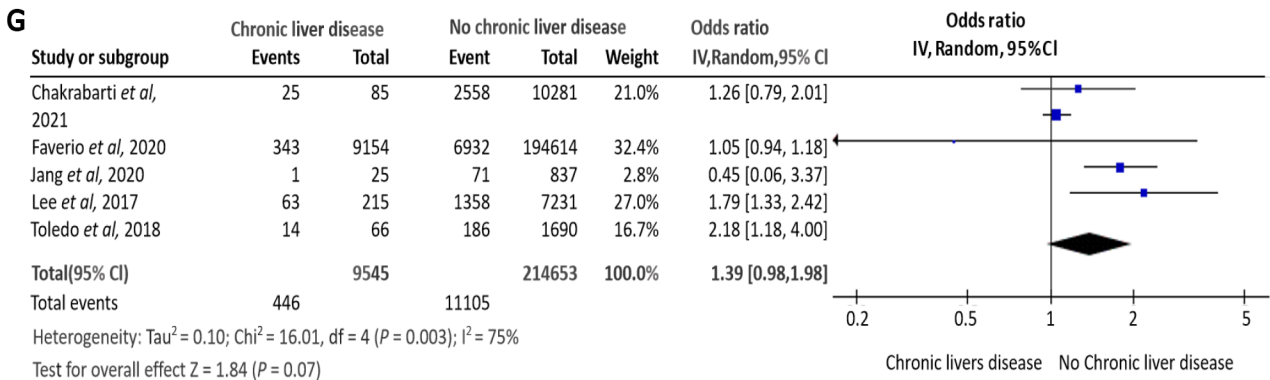 G
Chronic liver disease No chronic liver disease Odds ratio Odds ratio
Study or subgroup Events Total Event Total Weight IV,Random,95% CI IV, Random, 95%CI
Chakrabarti et al, 25 85 2558 10281 21.0% 1.26 [0.79, 2.01]
2021
Faverio et al, 2020 343 9154 6932 194614 32.4% 1.05 [0.94, 1.18]
Jang et al, 2020 1 25 71 837 2.8% 0.45 [0.06, 3.37]
Lee et al, 2017 63 215 1358 7231 27.0% 1.79 [1.33, 2.42]
Toledo et al, 2018 14 66 186 1690 16.7% 2.18 [1.18, 4.00]
Total(95% CI) 9545 214653 100.0% 1.39 [0.98,1.98]
Total events 446 11105
0.2 0.5 1 2 5
Heterogeneity: Tau² = 0.10; Chi² = 16.01, df = 4 (P = 0.003); I² = 75%
Test for overall effect Z = 1.84 (P = 0.07)
Chronic livers disease No Chronic liver disease